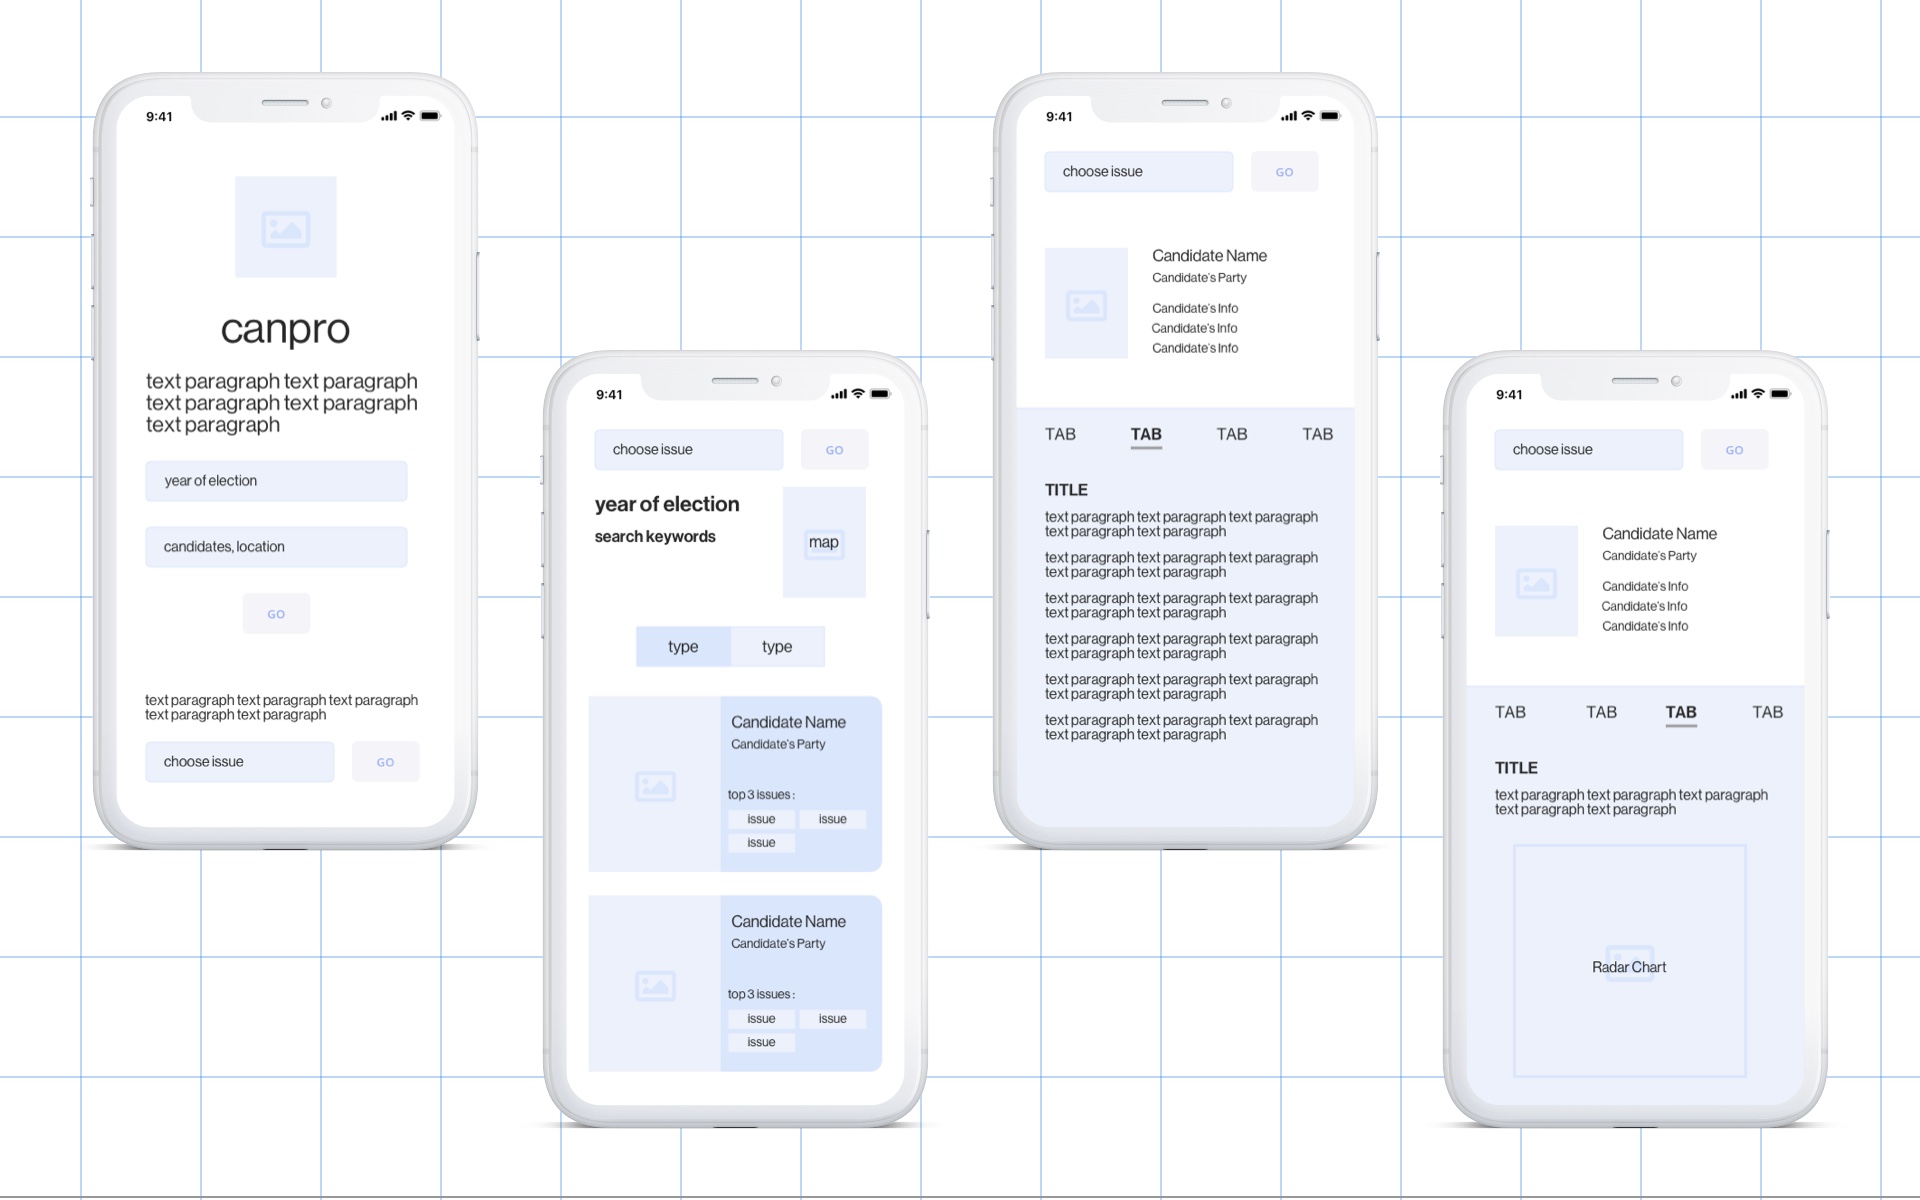 9:41
canpro
text paragraph text paragraph
text paragraph text paragraph
text paragraph
year of election
candidates, location
GO
text paragraph text paragraph text paragraph
text paragraph text paragraph
choose issue GO
9:41
choose issue GO
year of election
search keywords
map
type type
Candidate Name
Candidate's Party
top 3 issues :
issue issue
issue
Candidate Name
Candidate's Party
top 3 issues :
issue issue
issue
9:41
choose issue GO
Candidate Name
Candidate's Party
Candidate's Info
Candidate's Info
Candidate's Info
TAB TAB TAB TAB
TITLE
text paragraph text paragraph text paragraph
text paragraph text paragraph
text paragraph text paragraph text paragraph
text paragraph text paragraph
text paragraph text paragraph text paragraph
text paragraph text paragraph
text paragraph text paragraph text paragraph
text paragraph text paragraph
text paragraph text paragraph text paragraph
text paragraph text paragraph
text paragraph text paragraph text paragraph
text paragraph text paragraph
9:41
choose issue GO
Candidate Name
Candidate's Party
Candidate's Info
Candidate's Info
Candidate's Info
TAB TAB TAB TAB
TITLE
text paragraph text paragraph text paragraph
text paragraph text paragraph
Radar Chart